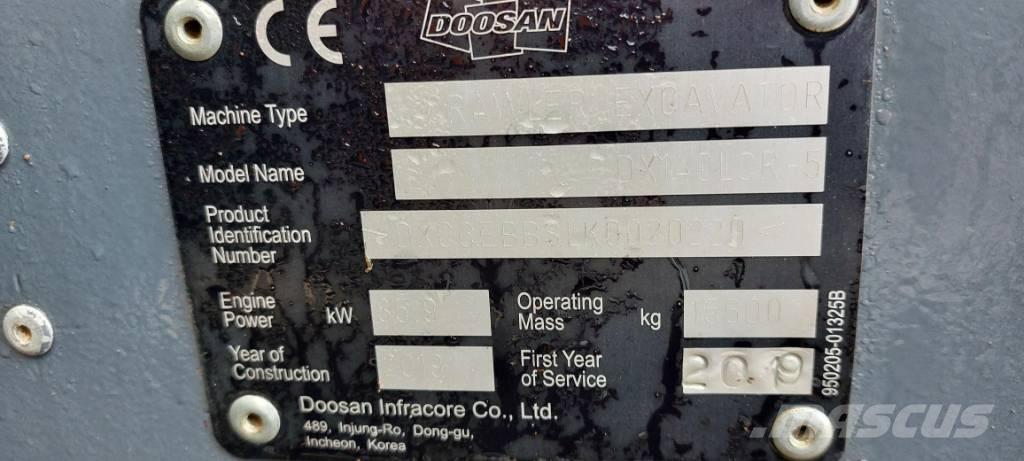 CE
DOOSAN
Machine Type CRAWLER EXCAVATOR
Model Name DX140LCR-5
Product
Identification
Number
Engine
Power kW
Operating
Mass kg
Year of
Construction
First Year
of Service 2019
Doosan Infracore Co., Ltd.
489, Injung-Ro, Dong-gu,
Incheon, Korea
950205-01325B
MASCUS